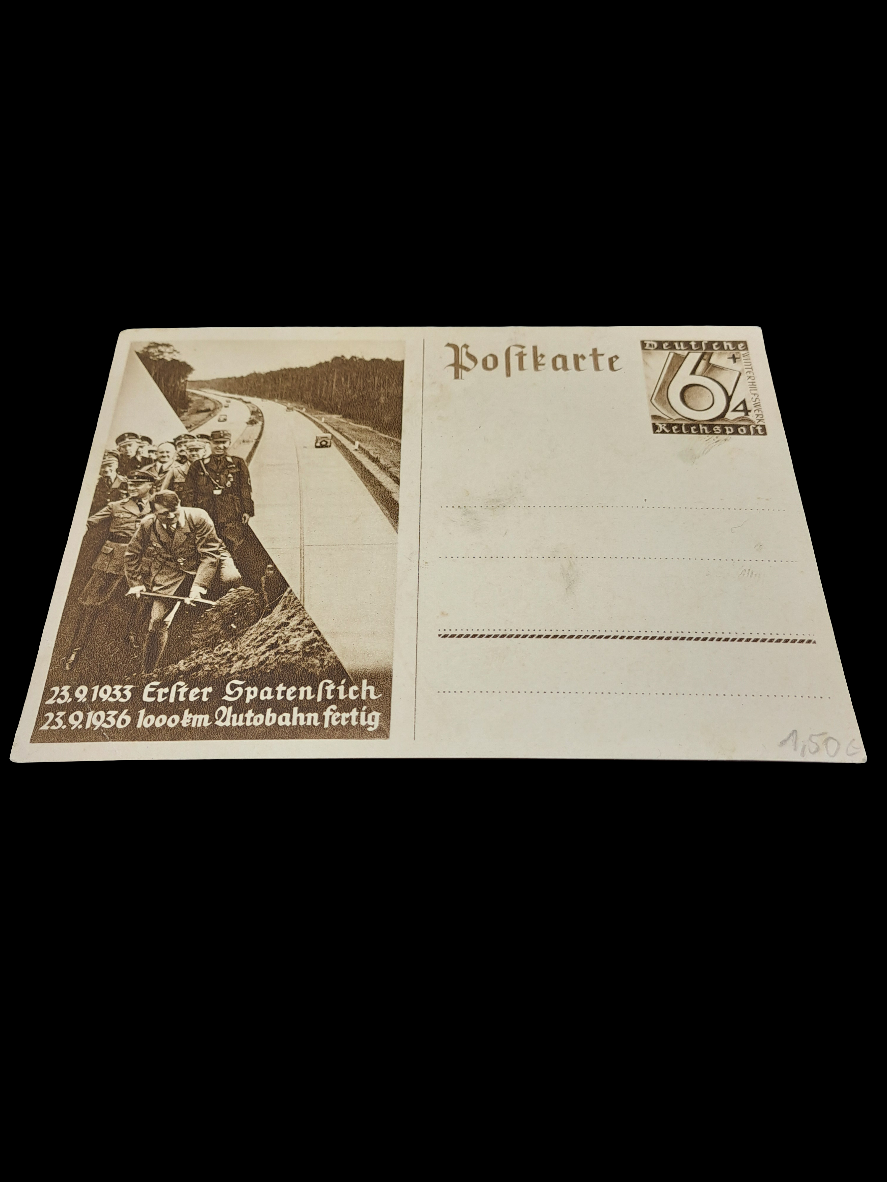 23.9.1933 Erſter Spatenſtich
23.9.1936 1000 km Autobahn fertig
Poſtkarte
Deutſche
6+4
WINTERHILFSWERK
Reichspoſt
1,50 €